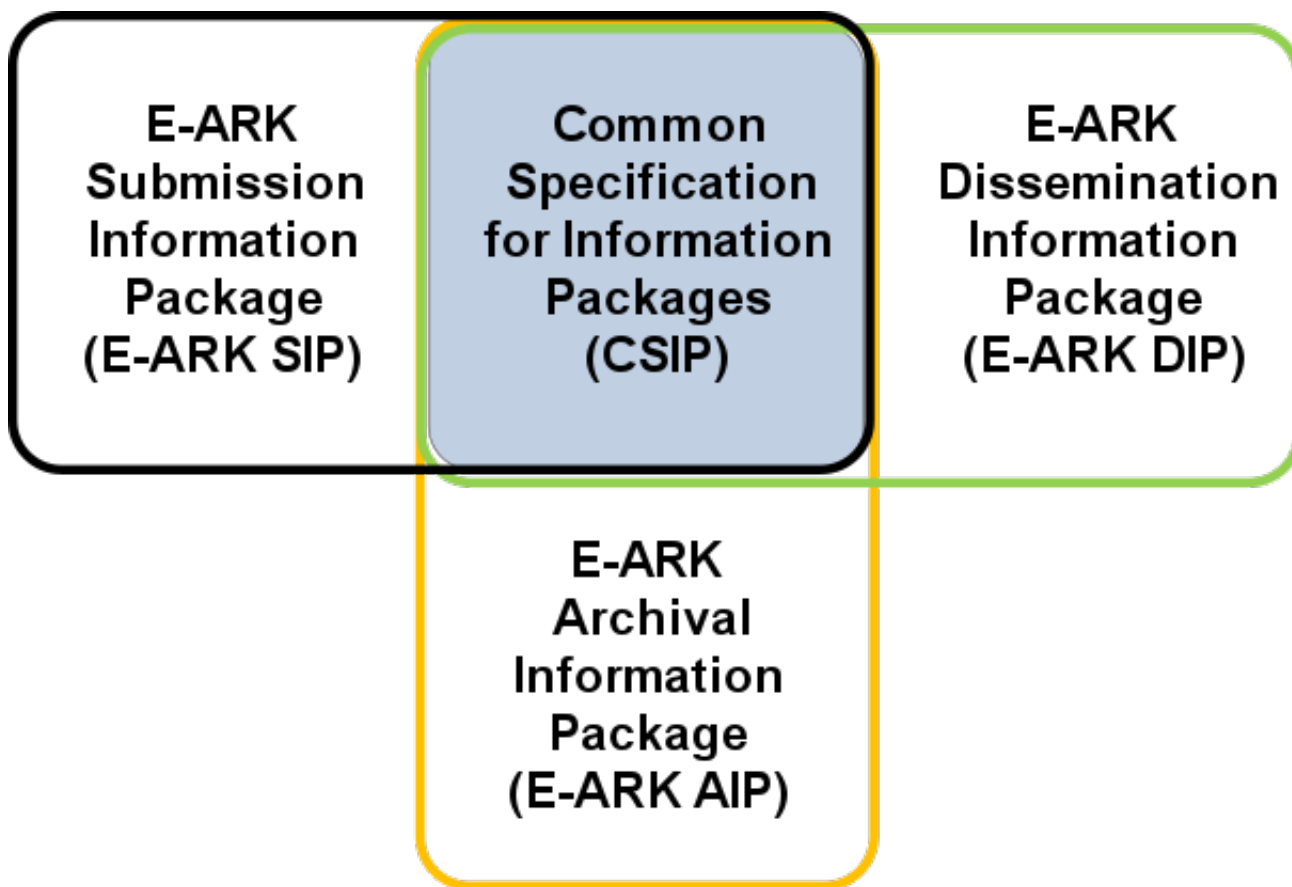 E-ARK
Submission
Information
Package
(E-ARK SIP)
Common
Specification
for Information
Packages
(CSIP)
E-ARK
Dissemination
Information
Package
(E-ARK DIP)
E-ARK
Archival
Information
Package
(E-ARK AIP)